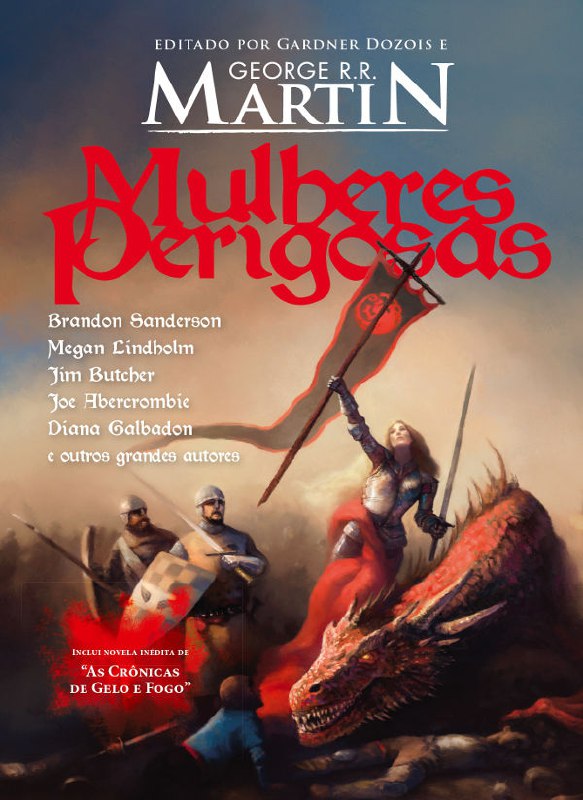 EDITADO POR GARDNER DOZOIS E
GEORGE R.R.
MARTIN
Mulheres
Perigosas
Brandon Sanderson
Megan Lindholm
Jim Butcher
Joe Abercrombie
Diana Galbadon
e outros grandes autores
INCLUI NOVELA INÉDITA DE
“AS CRÔNICAS
DE GELO E FOGO”